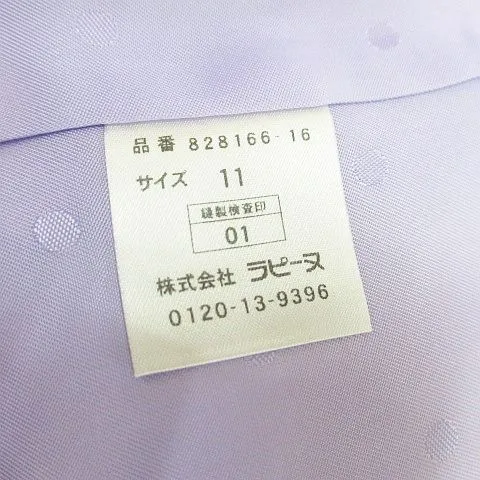 品番 828166-16
サイズ 11
縫製検査印
01
株式会社 ラピーヌ
0120-13-9396